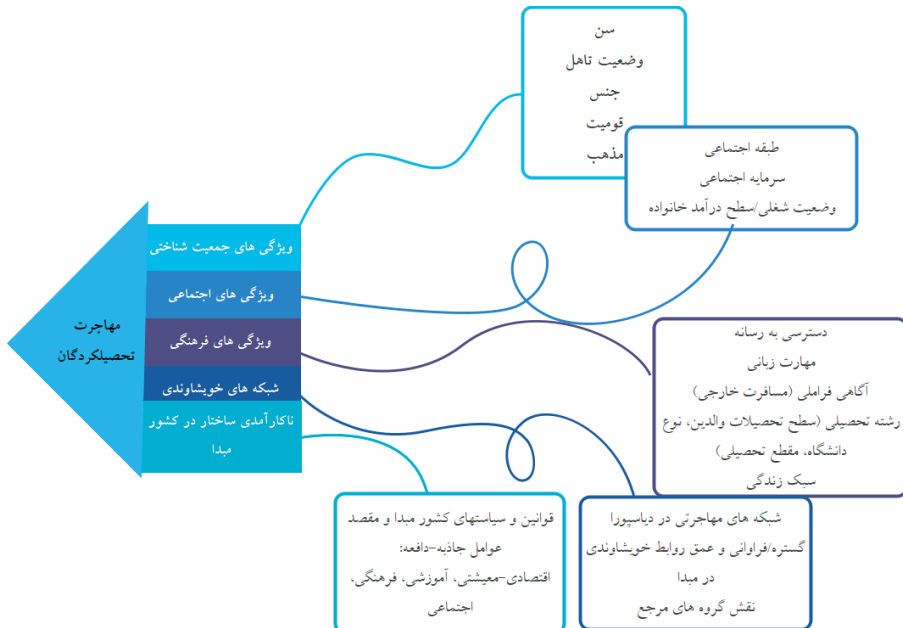 سن
وضعیت تاهل
جنس
قومیت
مذهب
طبقه اجتماعی
سرمایه اجتماعی
وضعیت شغلی/سطح درآمد خانواده
ویژگی های جمعیت شناختی
ویژگی های اجتماعی
ویژگی های فرهنگی
شبکه های خویشاوندی
ناکارآمدی ساختار در کشور
مبدا
مهاجرت
تحصیلکردگان
دسترسی به رسانه
مهارت زبانی
آگاهی فراملی (مسافرت خارجی)
رشته تحصیلی (سطح تحصیلات والدین، نوع
دانشگاه، مقطع تحصیلی)
سبک زندگی
شبکه های مهاجرتی در دیاسپورا
گستره/فراوانی و عمق روابط خویشاوندی
در مبدا
نقش گروه های مرجع
قوانین و سیاستهای کشور مبدا و مقصد
عوامل جاذبه-دافعه:
اقتصادی-معیشتی، آموزشی، فرهنگی،
اجتماعی